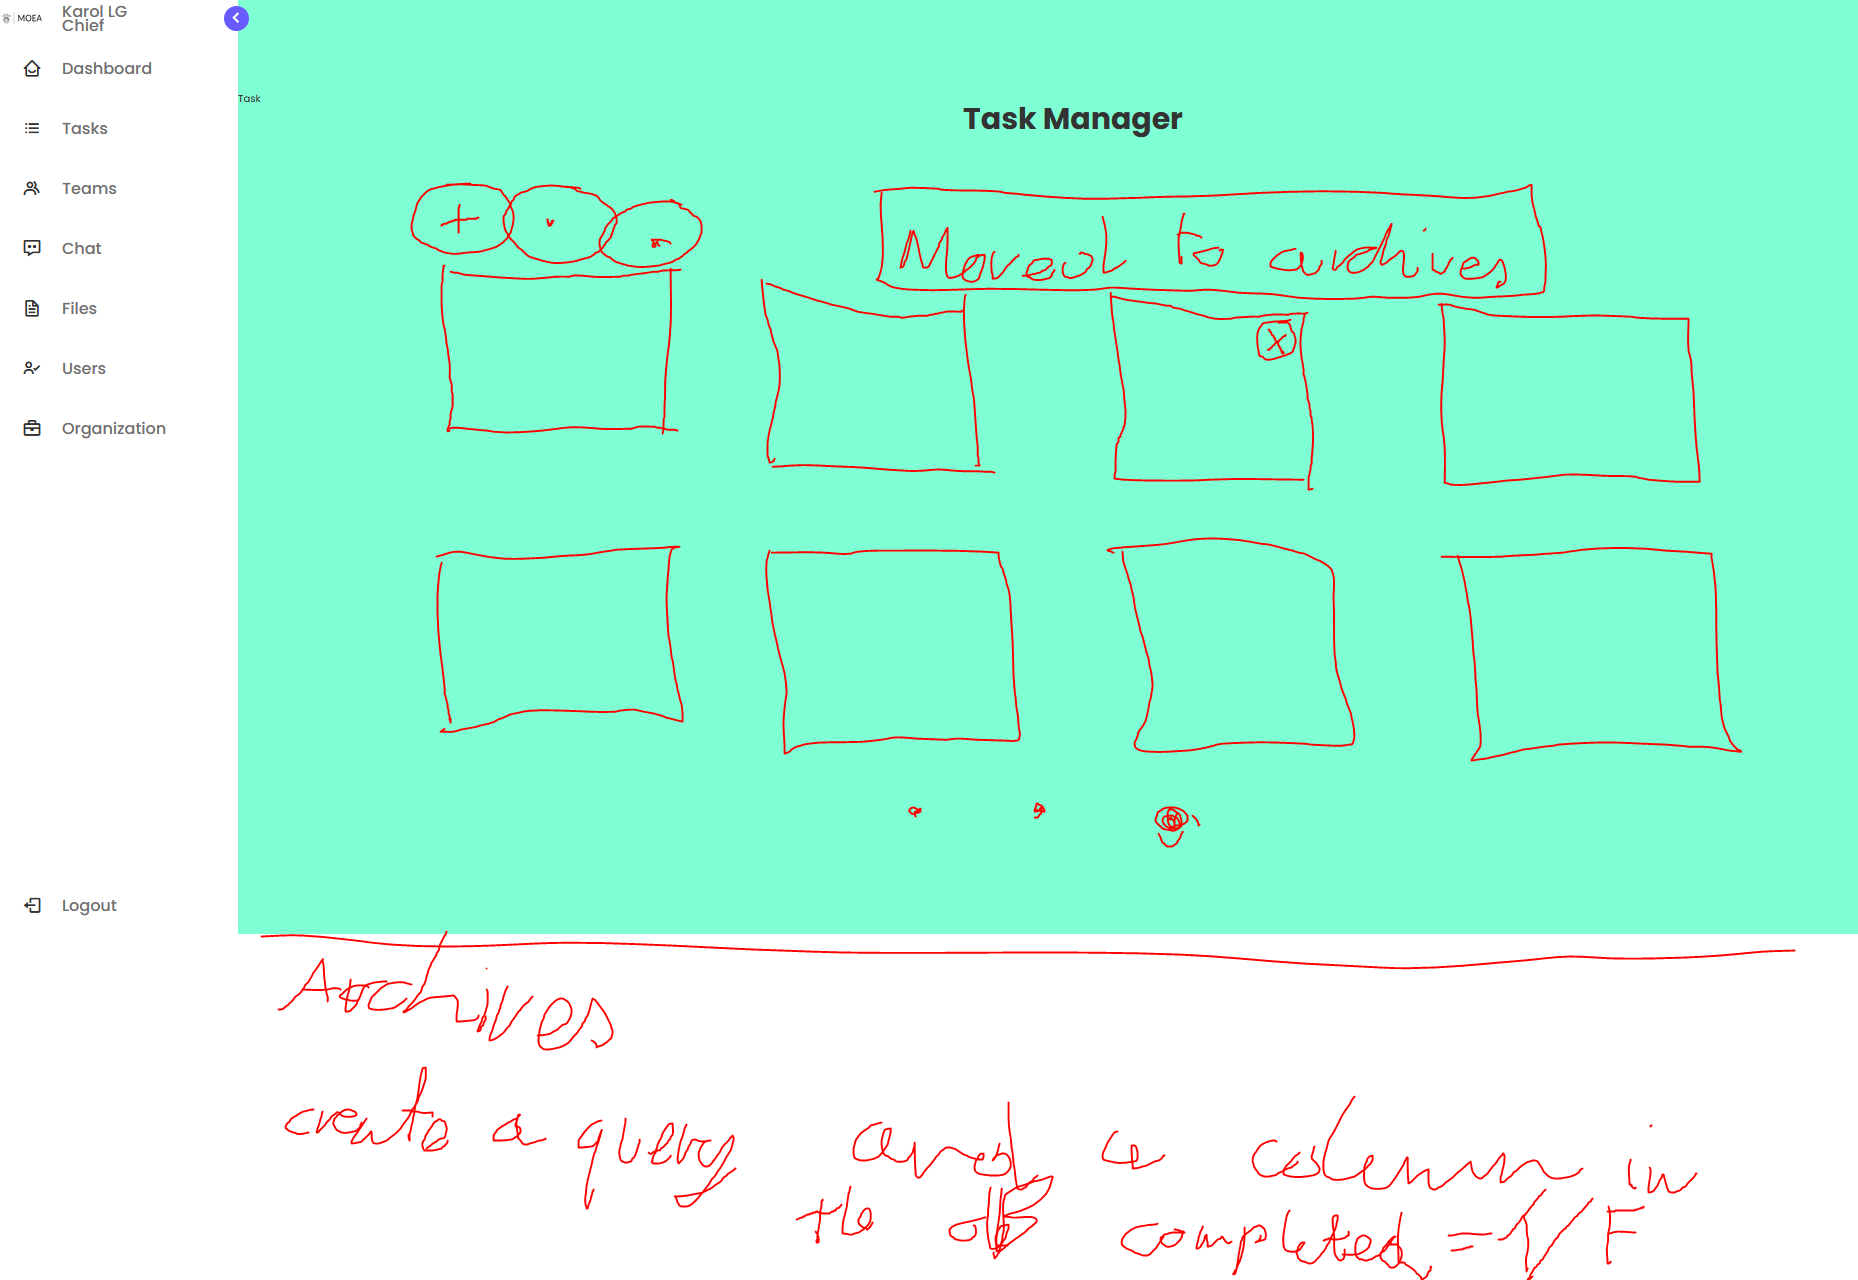 MOEA
Karol LG
Chief
Dashboard
Tasks
Teams
Chat
Files
Users
Organization
Logout
Task
Task Manager
+
Moved to archives
X
Archives
create a query and a column in
the db completed = T/F